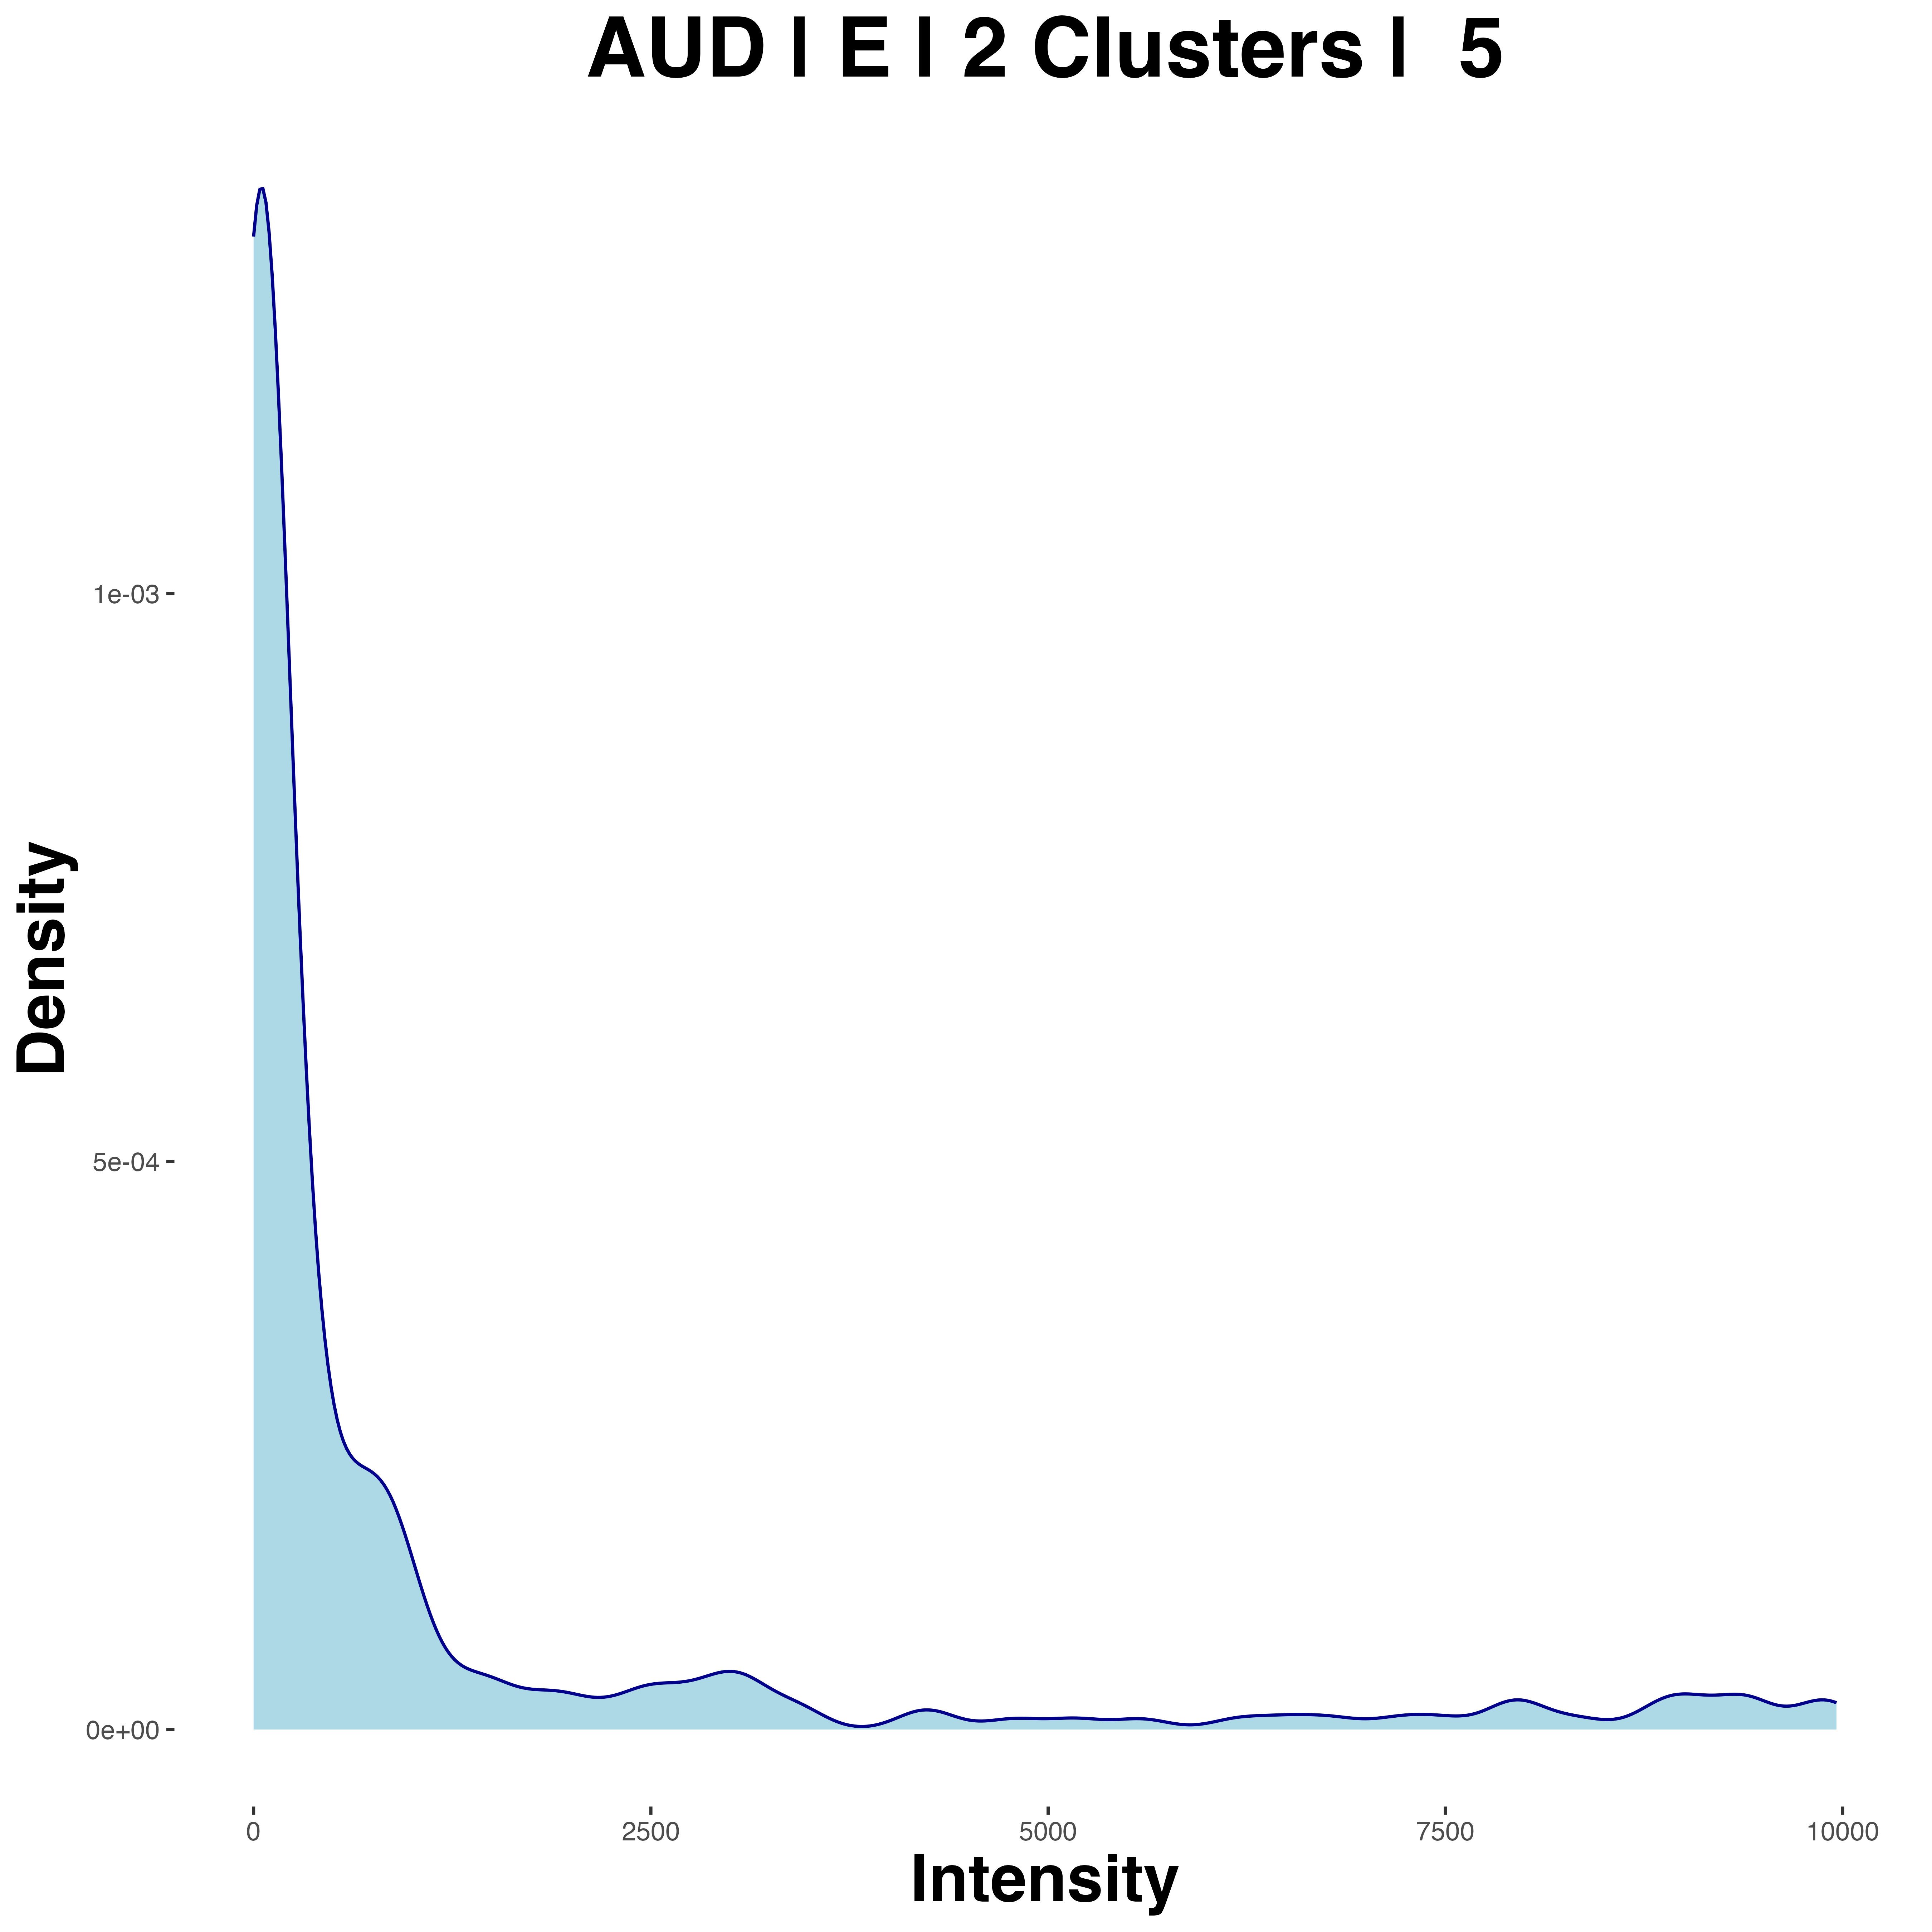 AUD | E | 2 Clusters | 5
Density
1e-03
5e-04
0e+00
0 2500 5000 7500 10000
Intensity